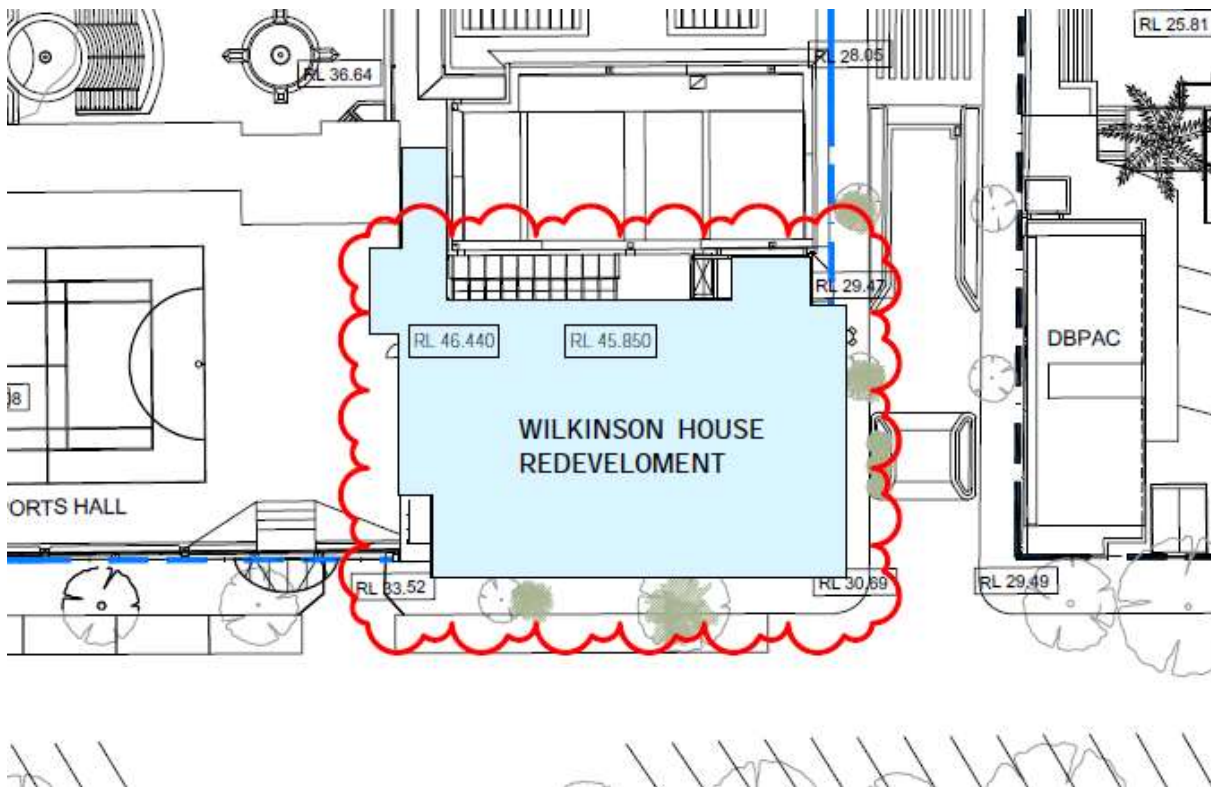 RL 25.81
RL 28.05
RL 36.64
RL 29.47
RL 46.440
RL 45.850
DBPAC
WILKINSON HOUSE
REDEVELOMENT
ORTS HALL
RL 33.52
RL 30.69
RL 29.49